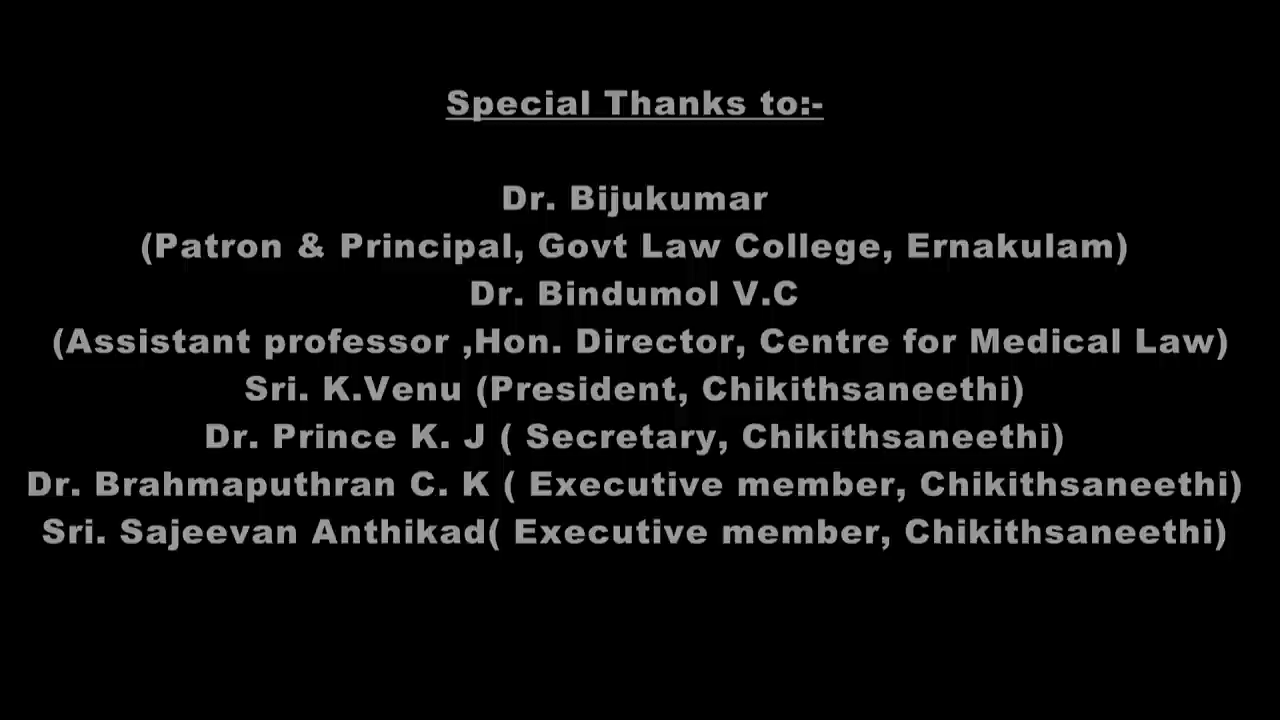 Special Thanks to:-
Dr. Bijukumar
(Patron & Principal, Govt Law College, Ernakulam)
Dr. Bindumol V.C
(Assistant professor ,Hon. Director, Centre for Medical Law)
Sri. K.Venu (President, Chikithsaneethi)
Dr. Prince K. J ( Secretary, Chikithsaneethi)
Dr. Brahmaputhran C. K ( Executive member, Chikithsaneethi)
Sri. Sajeevan Anthikad( Executive member, Chikithsaneethi)